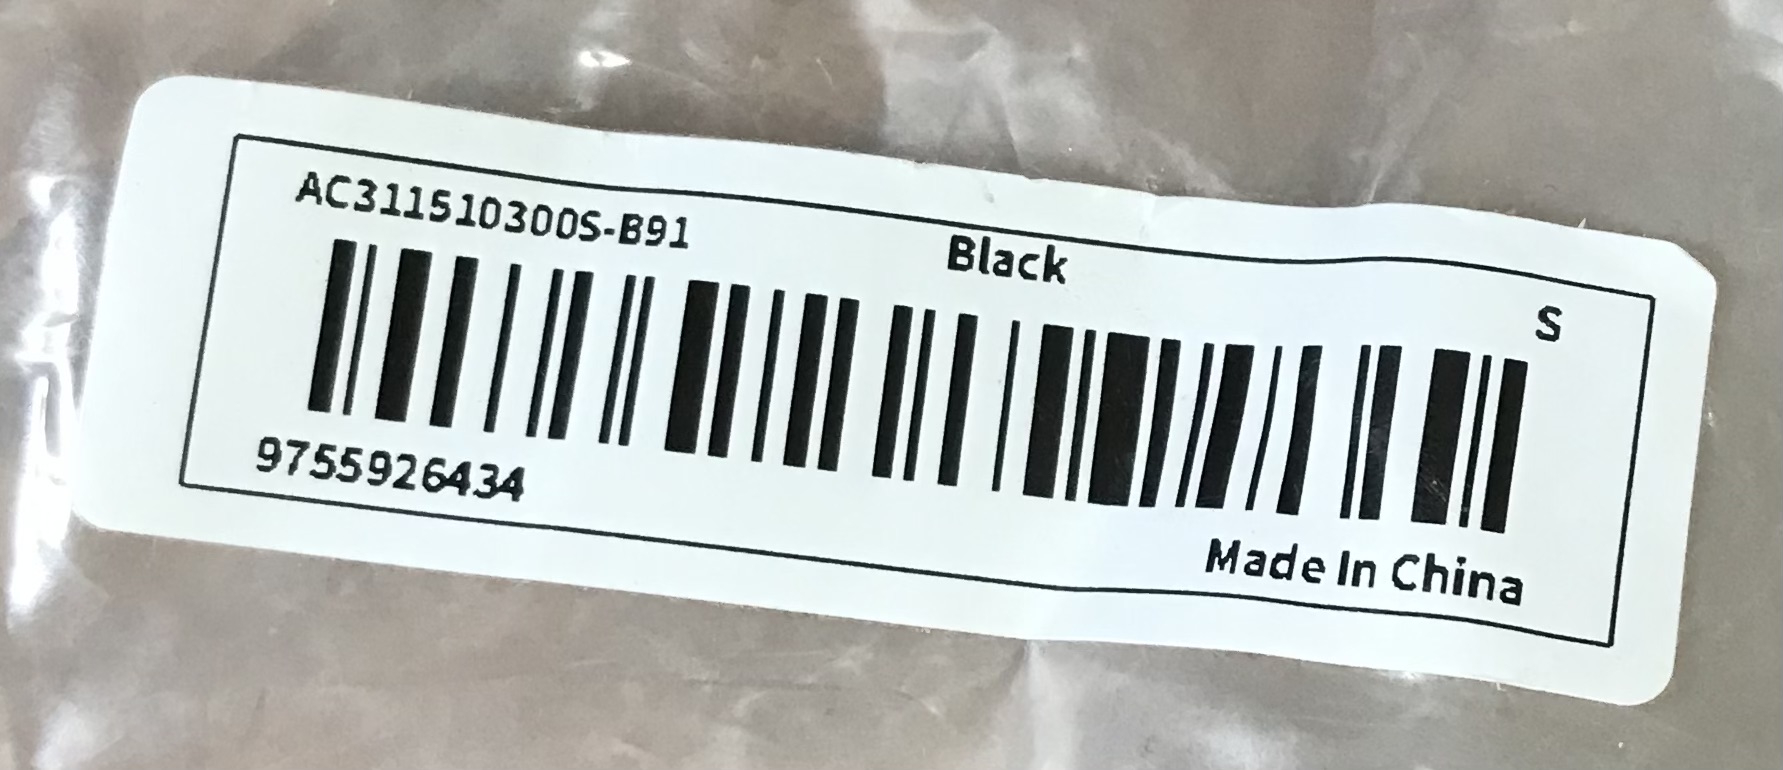 AC311510300S-B91
Black
S
9755926434
Made In China